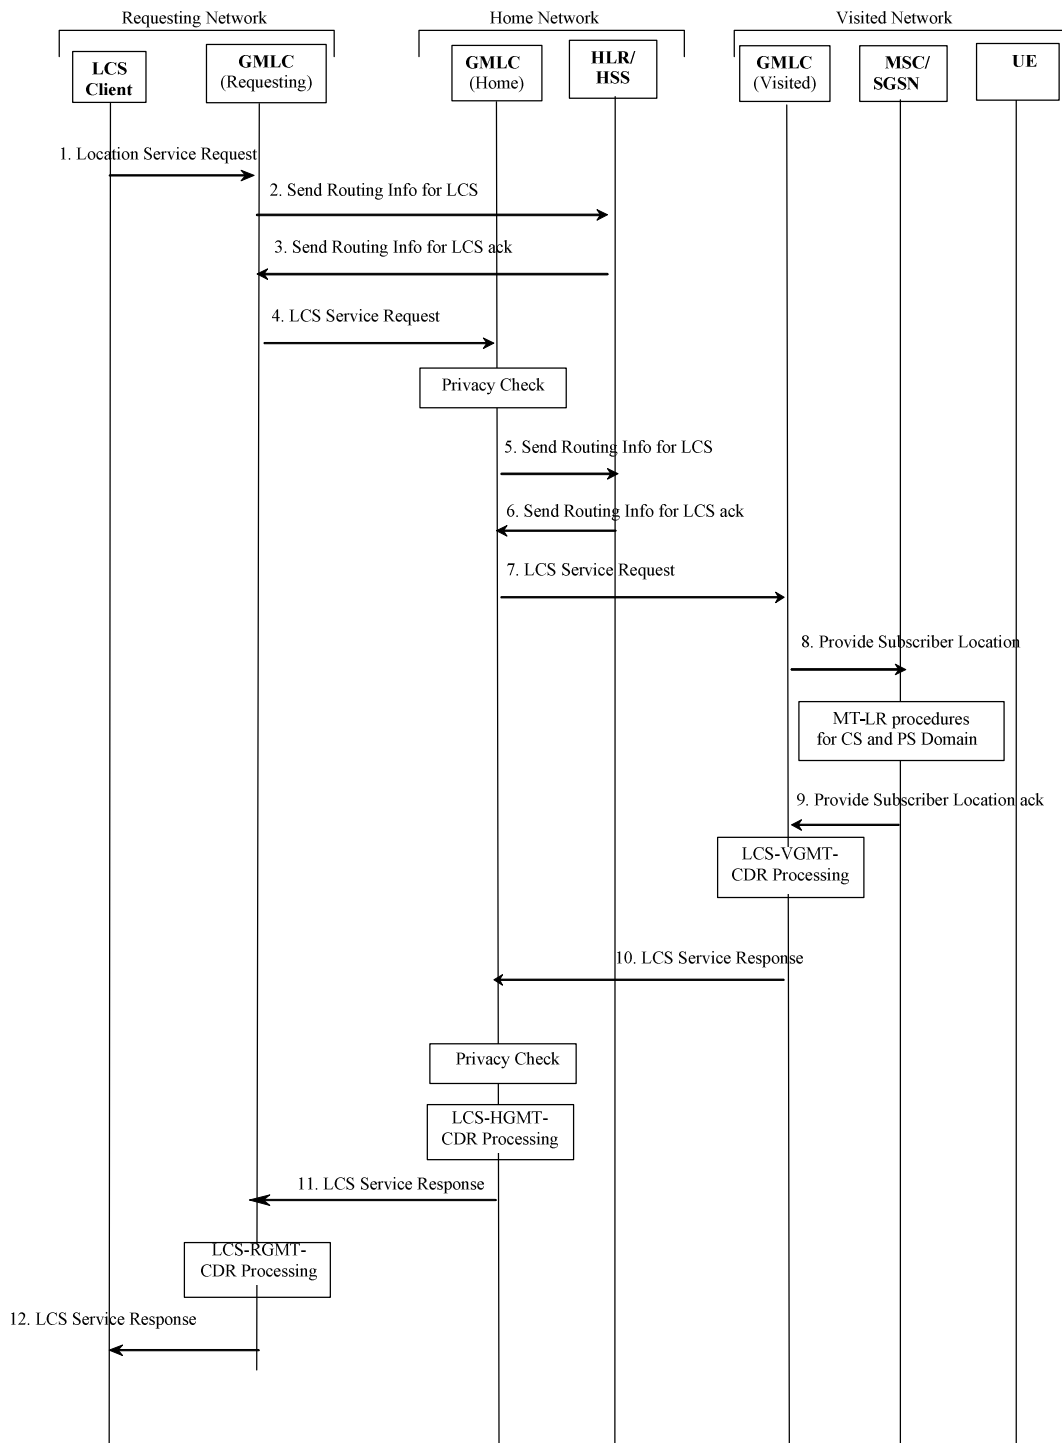 Requesting Network
Home Network
Visited Network
LCS
Client
GMLC
(Requesting)
GMLC
(Home)
HLR/
HSS
GMLC
(Visited)
MSC/
SGSN
UE
1. Location Service Request
2. Send Routing Info for LCS
3. Send Routing Info for LCS ack
4. LCS Service Request
Privacy Check
5. Send Routing Info for LCS
6. Send Routing Info for LCS ack
7. LCS Service Request
8. Provide Subscriber Location
MT-LR procedures
for CS and PS Domain
9. Provide Subscriber Location ack
LCS-VGMT-
CDR Processing
10. LCS Service Response
Privacy Check
LCS-HGMT-
CDR Processing
11. LCS Service Response
LCS-RGMT-
CDR Processing
12. LCS Service Response